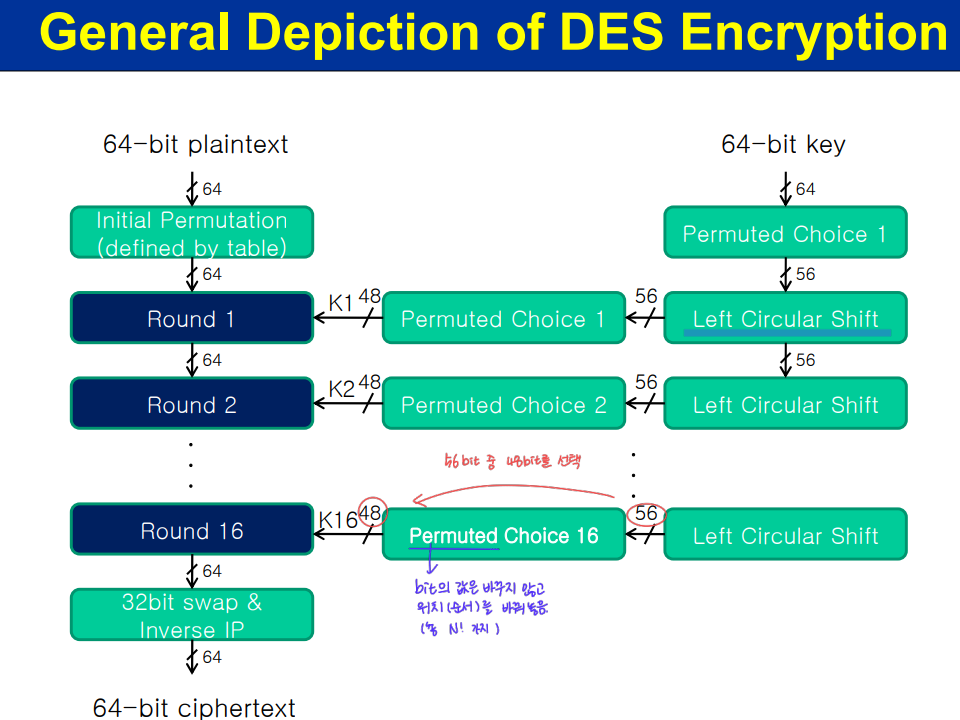 General Depiction of DES Encryption
64-bit plaintext
64-bit key
64
64
Initial Permutation
(defined by table)
Permuted Choice 1
64
56
Round 1
K1
48
Permuted Choice 1
56
Left Circular Shift
64
56
Round 2
K2
48
Permuted Choice 2
56
Left Circular Shift
56bit 중 48bit를 선택
Round 16
K16
48
Permuted Choice 16
56
Left Circular Shift
64
bit의 값은 바꾸지 않고
위치(순서)를 바꿔놓음
(총 N! 가지)
32bit swap &
Inverse IP
64
64-bit ciphertext